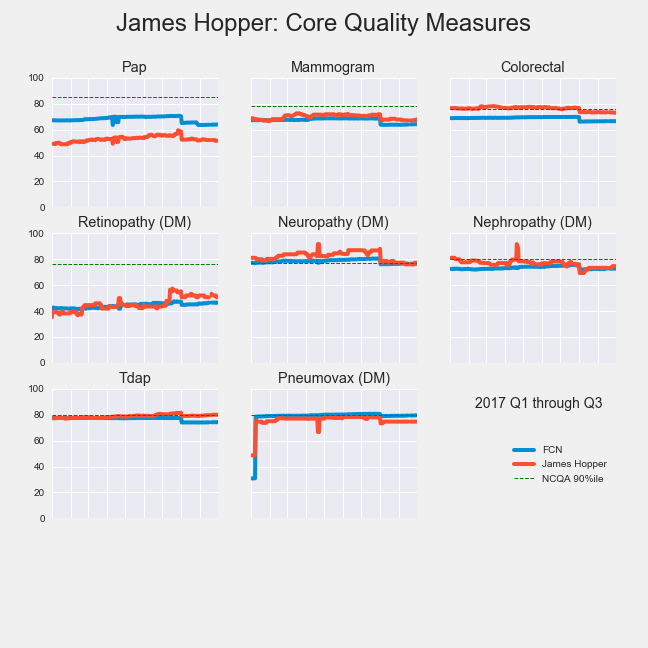 James Hopper: Core Quality Measures
Pap
Mammogram
Colorectal
100
80
60
40
20
0
Retinopathy (DM)
Neuropathy (DM)
Nephropathy (DM)
100
80
60
40
20
0
Tdap
Pneumovax (DM)
100
80
60
40
20
0
2017 Q1 through Q3
FCN
James Hopper
NCQA 90%ile